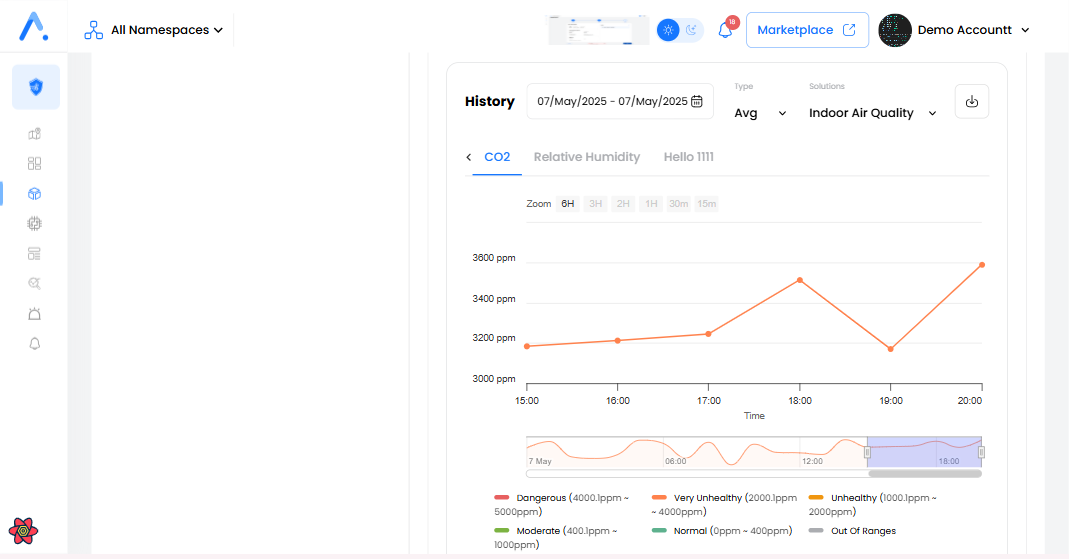 All Namespaces
18
Marketplace
Demo Accountt
History
07/May/2025 - 07/May/2025
Type
Avg
Solutions
Indoor Air Quality
CO2
Relative Humidity
Hello 1111
Zoom
6H
3H
2H
1H
30m
15m
3600 ppm
3400 ppm
3200 ppm
3000 ppm
15:00
16:00
17:00
18:00
19:00
20:00
Time
7 May
06:00
12:00
18:00
Dangerous (4000.1ppm ~
5000ppm)
Very Unhealthy (2000.1ppm
~ 4000ppm)
Unhealthy (1000.1ppm ~
2000ppm)
Moderate (400.1ppm ~
1000ppm)
Normal (0ppm ~ 400ppm)
Out Of Ranges